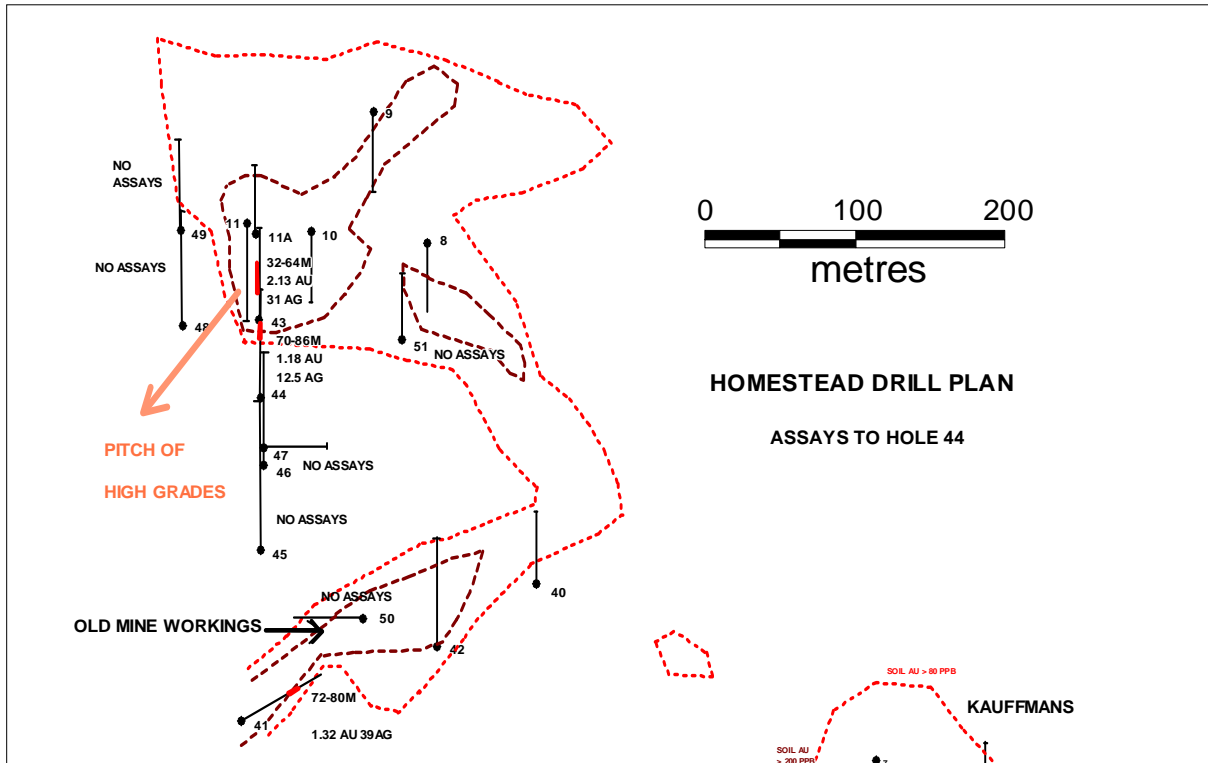 9
NO
ASSAYS
0 100 200
metres
11
11A
10
8
49
NO ASSAYS
32-64M
2.13 AU
31 AG
48
43
70-86M
1.18 AU
12.5 AG
51
NO ASSAYS
44
HOMESTEAD DRILL PLAN
ASSAYS TO HOLE 44
PITCH OF
HIGH GRADES
47
46
NO ASSAYS
NO ASSAYS
45
40
NO ASSAYS
50
OLD MINE WORKINGS
42
SOIL AU > 80 PPB
72-80M
KAUFFMANS
41
1.32 AU 39AG
SOIL AU
> 200 PPB
7